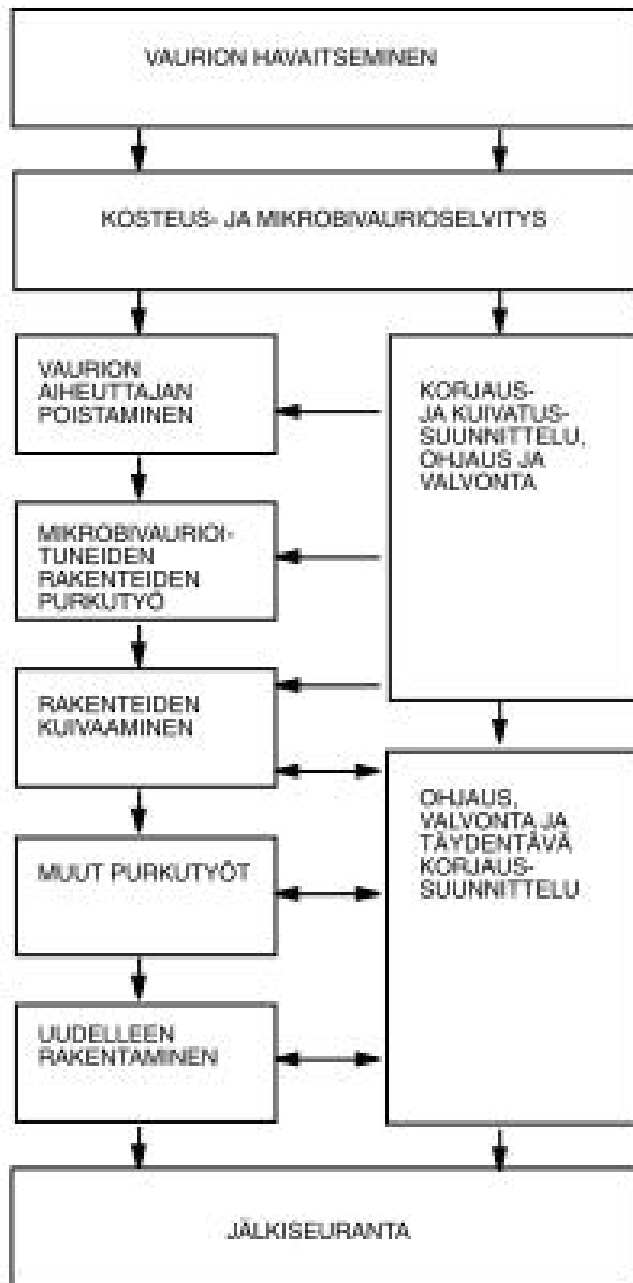 VAURION HAVAITSEMINEN
KOSTEUS- JA MIKROBIVAURIOSELVITYS
VAURION
AIHEUTTAJAN
POISTAMINEN
KORJAUS-
JA KUIVATUS-
SUUNNITTELU,
OHJAUS JA
VALVONTA
MIKROBIVAURIOI-
TUNEIDEN
RAKENTEIDEN
PURKUTYÖ
RAKENTEIDEN
KUIVAAMINEN
OHJAUS,
VALVONTA JA
TÄYDENTÄVÄ
KORJAUS-
SUUNNITTELU
MUUT PURKUTYÖT
UUDELLEEN
RAKENTAMINEN
JÄLKISEURANTA